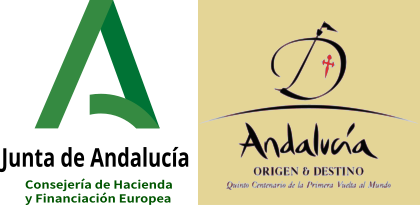 Junta de Andalucía
Consejería de Hacienda
y Financiación Europea
Andalucía
ORIGEN & DESTINO
Quinto Centenario de la Primera Vuelta al Mundo